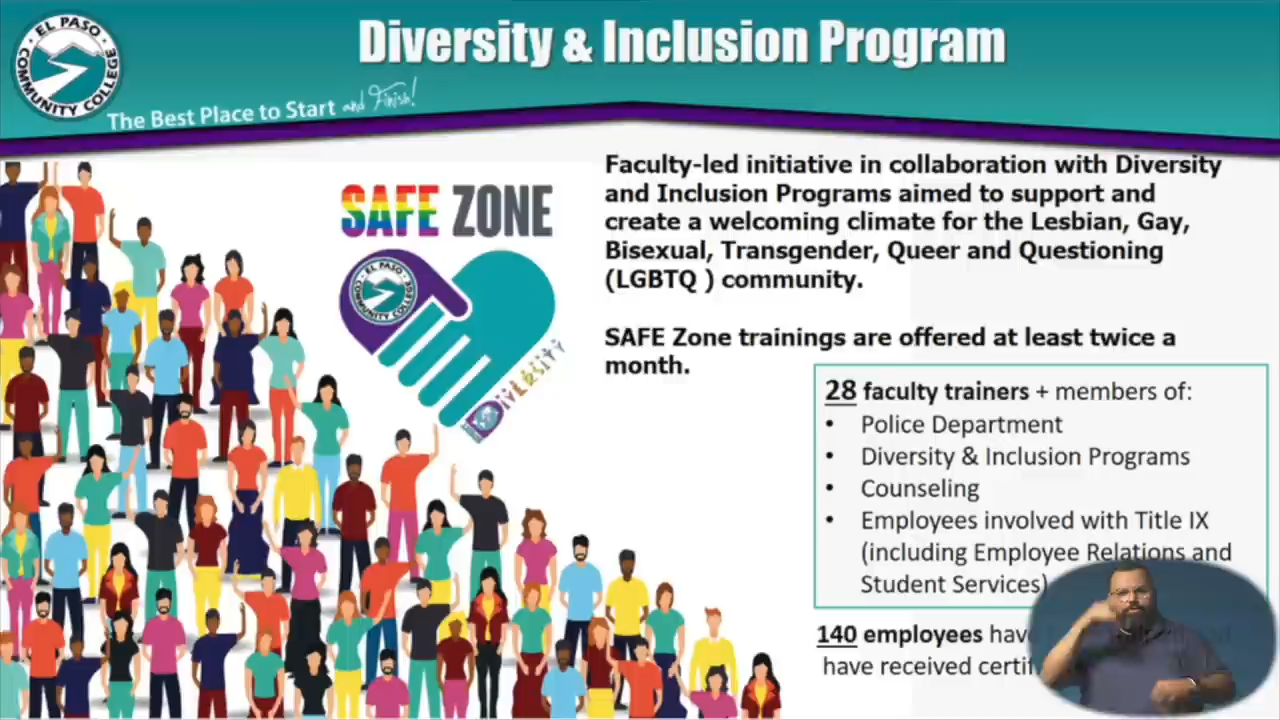 EL PASO
COMMUNITY COLLEGE
Diversity & Inclusion Program
The Best Place to Start and Finish!
SAFE ZONE
EL PASO
COMMUNITY COLLEGE
DIVERSITY
Faculty-led initiative in collaboration with Diversity
and Inclusion Programs aimed to support and
create a welcoming climate for the Lesbian, Gay,
Bisexual, Transgender, Queer and Questioning
(LGBTQ ) community.
SAFE Zone trainings are offered at least twice a
month.
28 faculty trainers + members of:
• Police Department
• Diversity & Inclusion Programs
• Counseling
• Employees involved with Title IX
(including Employee Relations and
Student Services)
140 employees have
have received